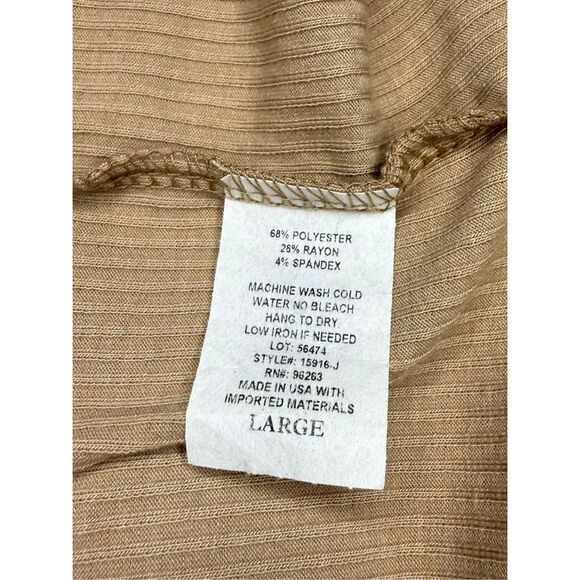 68% POLYESTER
28% RAYON
4% SPANDEX
MACHINE WASH COLD
WATER NO BLEACH
HANG TO DRY
LOW IRON IF NEEDED
LOT: 56474
STYLE#: 15916-J
RN#: 96263
MADE IN USA WITH
IMPORTED MATERIALS
LARGE